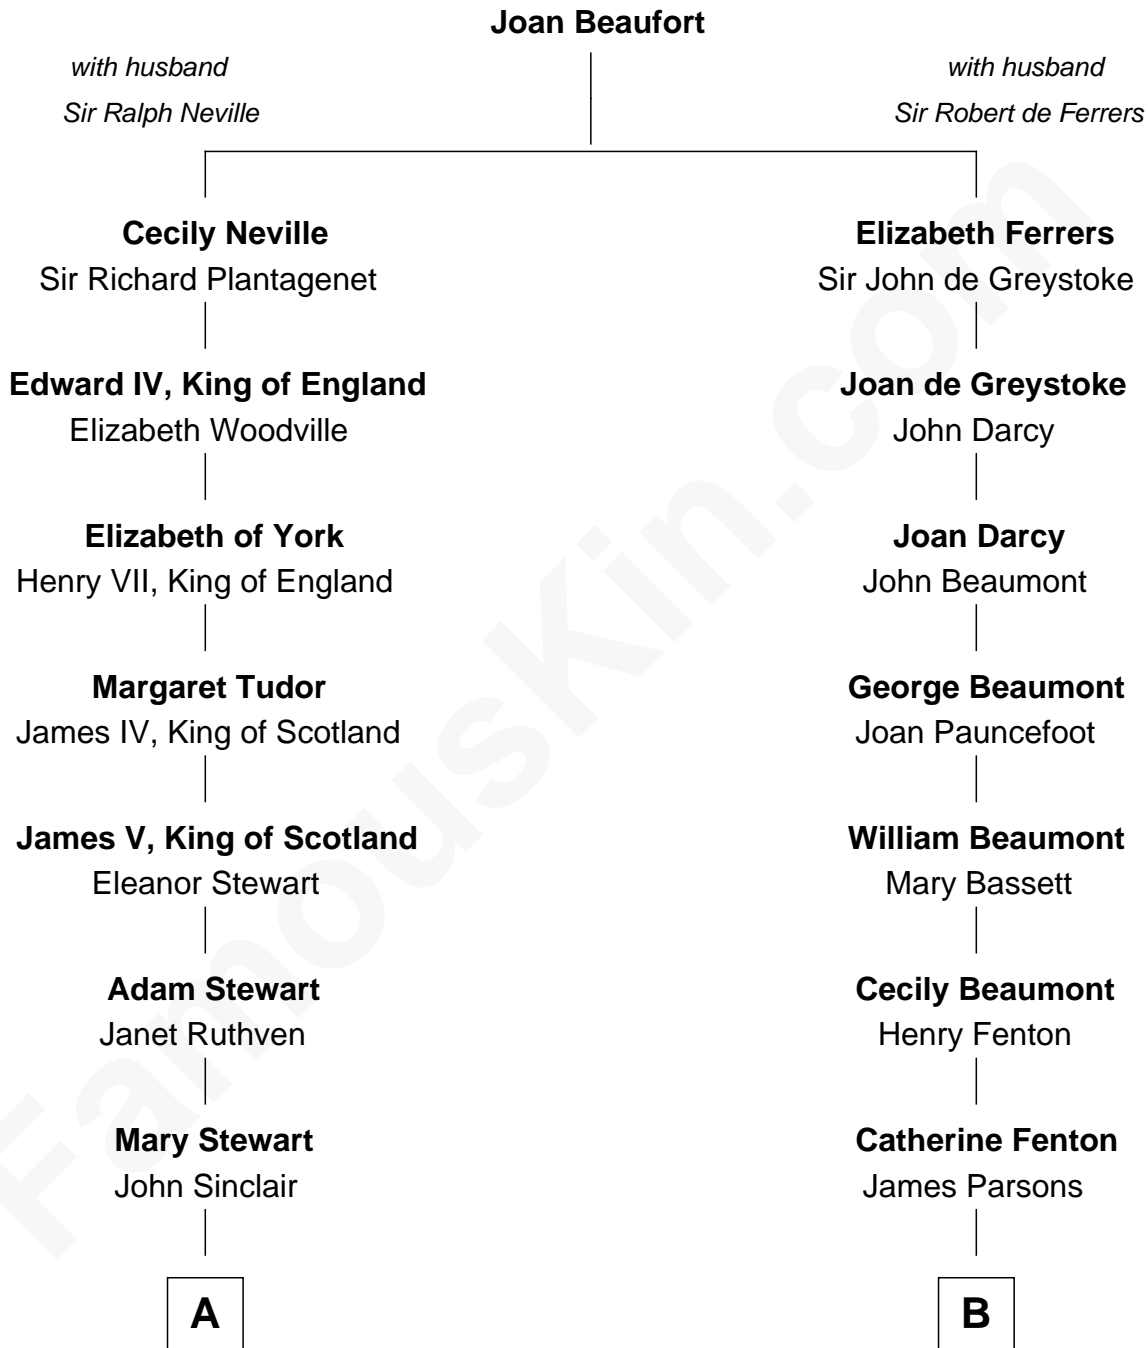 Joan Beaufort
with husband
Sir Ralph Neville
with husband
Sir Robert de Ferrers
Cecily Neville
Sir Richard Plantagenet
Edward IV, King of England
Elizabeth Woodville
Elizabeth of York
Henry VII, King of England
Margaret Tudor
James IV, King of Scotland
James V, King of Scotland
Eleanor Stewart
Adam Stewart
Janet Ruthven
Mary Stewart
John Sinclair
A
Elizabeth Ferrers
Sir John de Greystoke
Joan de Greystoke
John Darcy
Joan Darcy
John Beaumont
George Beaumont
Joan Pauncefoot
William Beaumont
Mary Bassett
Cecily Beaumont
Henry Fenton
Catherine Fenton
James Parsons
B
FamousKin.com